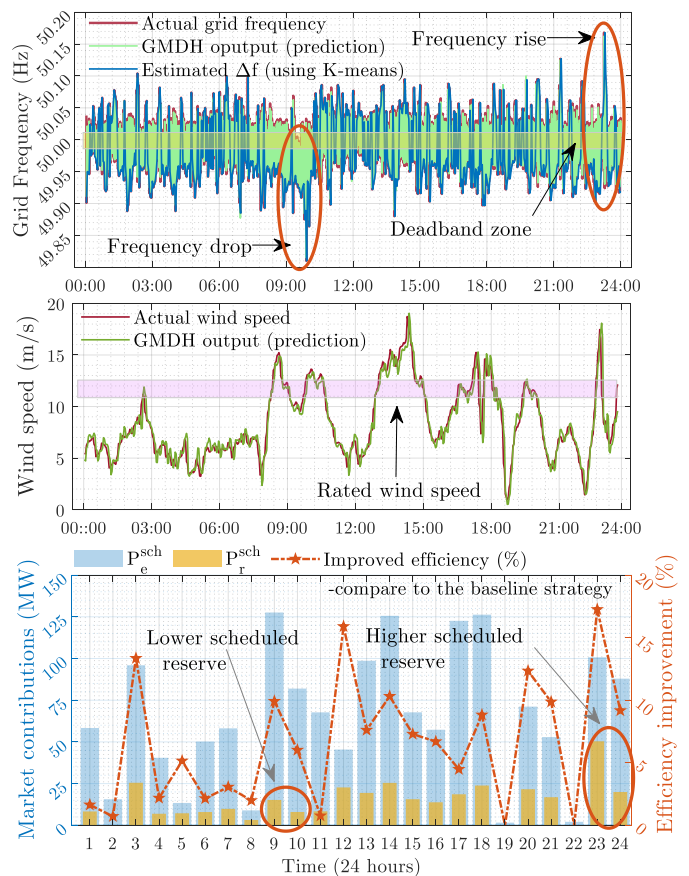 50.20
50.15
50.10
50.05
50.00
49.95
49.90
49.85
Grid Frequency (Hz)
Actual grid frequency
GMDH oputput (prediction)
Estimated Δf (using K-means)
Frequency rise
Frequency drop
Deadband zone
00:00 03:00 06:00 09:00 12:00 15:00 18:00 21:00 24:00
20
15
10
5
0
Wind speed (m/s)
Actual wind speed
GMDH output (prediction)
Rated wind speed
00:00 03:00 06:00 09:00 12:00 15:00 18:00 21:00 24:00
P_e^sch P_r^sch Improved efficiency (%)
-compare to the baseline strategy
Lower scheduled
reserve
Higher scheduled
reserve
150
125
100
75
50
25
0
Market contributions (MW)
20
15
10
5
0
Efficiency improvement (%)
1 2 3 4 5 6 7 8 9 10 11 12 13 14 15 16 17 18 19 20 21 22 23 24
Time (24 hours)